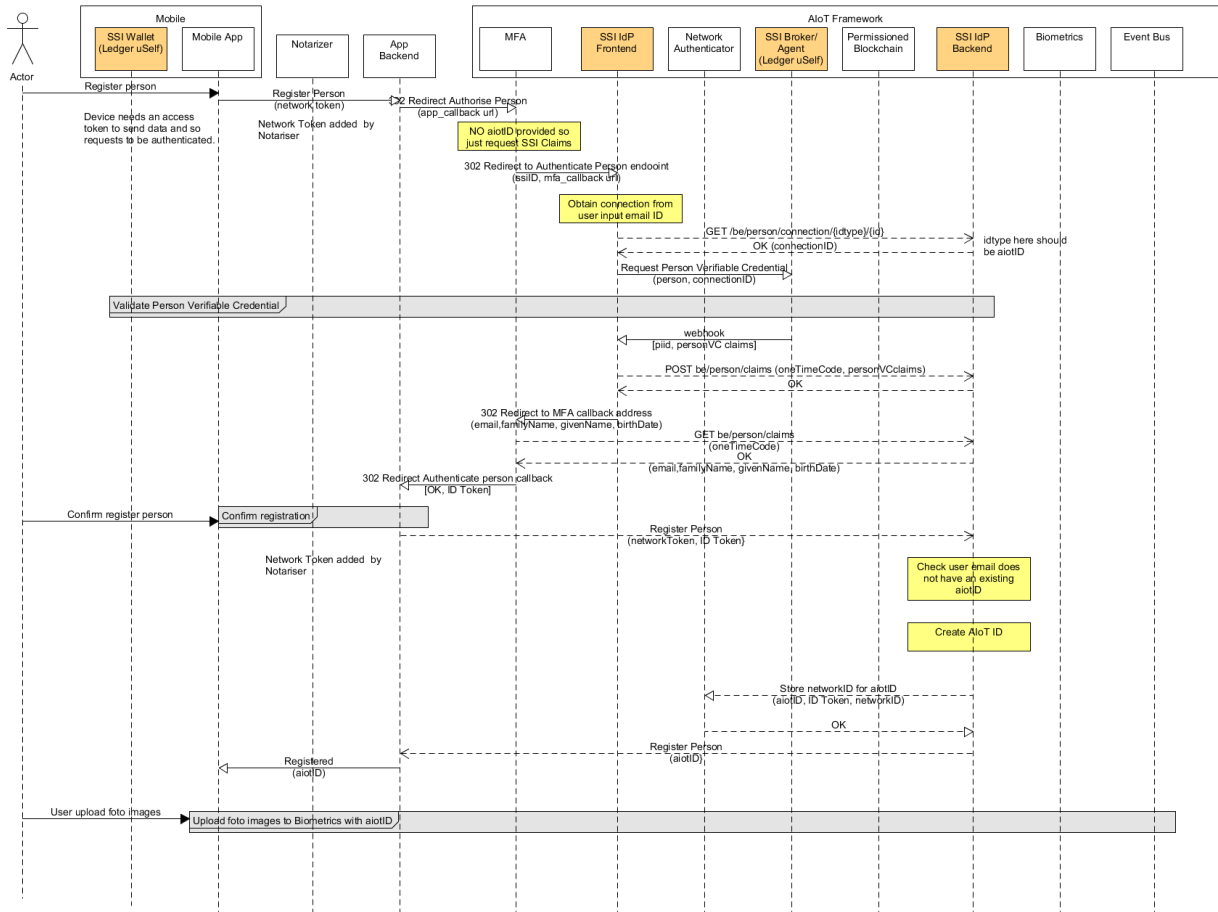 Mobile
AIoT Framework
SSI Wallet
(Ledger uSelf)
Mobile App
Notarizer
App
Backend
MFA
SSI IdP
Frontend
Network
Authenticator
SSI Broker/
Agent
(Ledger uSelf)
Permissioned
Blockchain
SSI IdP
Backend
Biometrics
Event Bus
Actor
Register person
Register Person
(network token)
02 Redirect Authorise Person
(app_callback url)
Device needs an access
token to send data and so
requests to be authenticated.
Network Token added by
Notariser
NO aiotID provided so
just request SSI Claims
302 Redirect to Authenticate Person endoint
(ssiID, mfa_callback url)
Obtain connection from
user input email ID
GET /be/person/connection/{idtype}/{id}
OK (connectionID)
idtype here should
be aiotID
Request Person Verifiable Credential
(person, connectionID)
Validate Person Verifiable Credential
webhook
[piid, personVC claims]
POST be/person/claims (oneTimeCode, personVCclaims)
OK
302 Redirect to MFA callback address
(email,familyName, givenName, birthDate)
GET be/person/claims
(oneTimeCode)
OK
(email,familyName, givenName, birthDate)
302 Redirect Authenticate person callback
[OK, ID Token]
Confirm register person
Confirm registration
Register Person
(networkToken, ID Token}
Network Token added by
Notariser
Check user email does
not have an existing
aiotID
Create AIoT ID
Store networkID for aiotID
(aiotID, ID Token, networkID)
OK
Register Person
(aiotID}
Registered
(aiotID)
User upload foto images
Upload foto images to Biometrics with aiotID